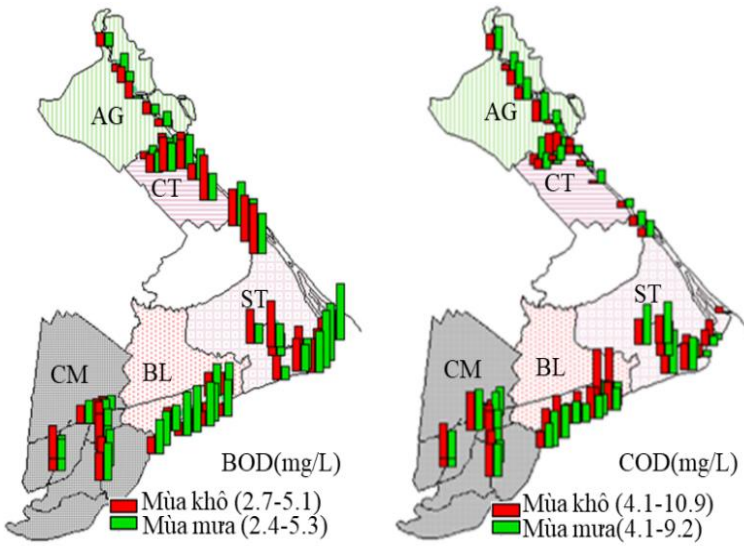 AG
CT
ST
CM
BL
BOD(mg/L)
Mùa khô (2.7-5.1)
Mùa mưa (2.4-5.3)
AG
CT
ST
CM
BL
COD(mg/L)
Mùa khô (4.1-10.9)
Mùa mưa(4.1-9.2)